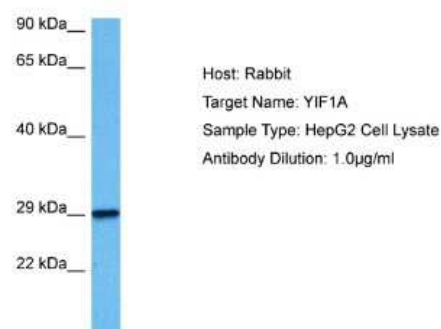 90 kDa
65 kDa
40 kDa
29 kDa
22 kDa
Host: Rabbit
Target Name: YIF1A
Sample Type: HepG2 Cell Lysate
Antibody Dilution: 1.0µg/ml